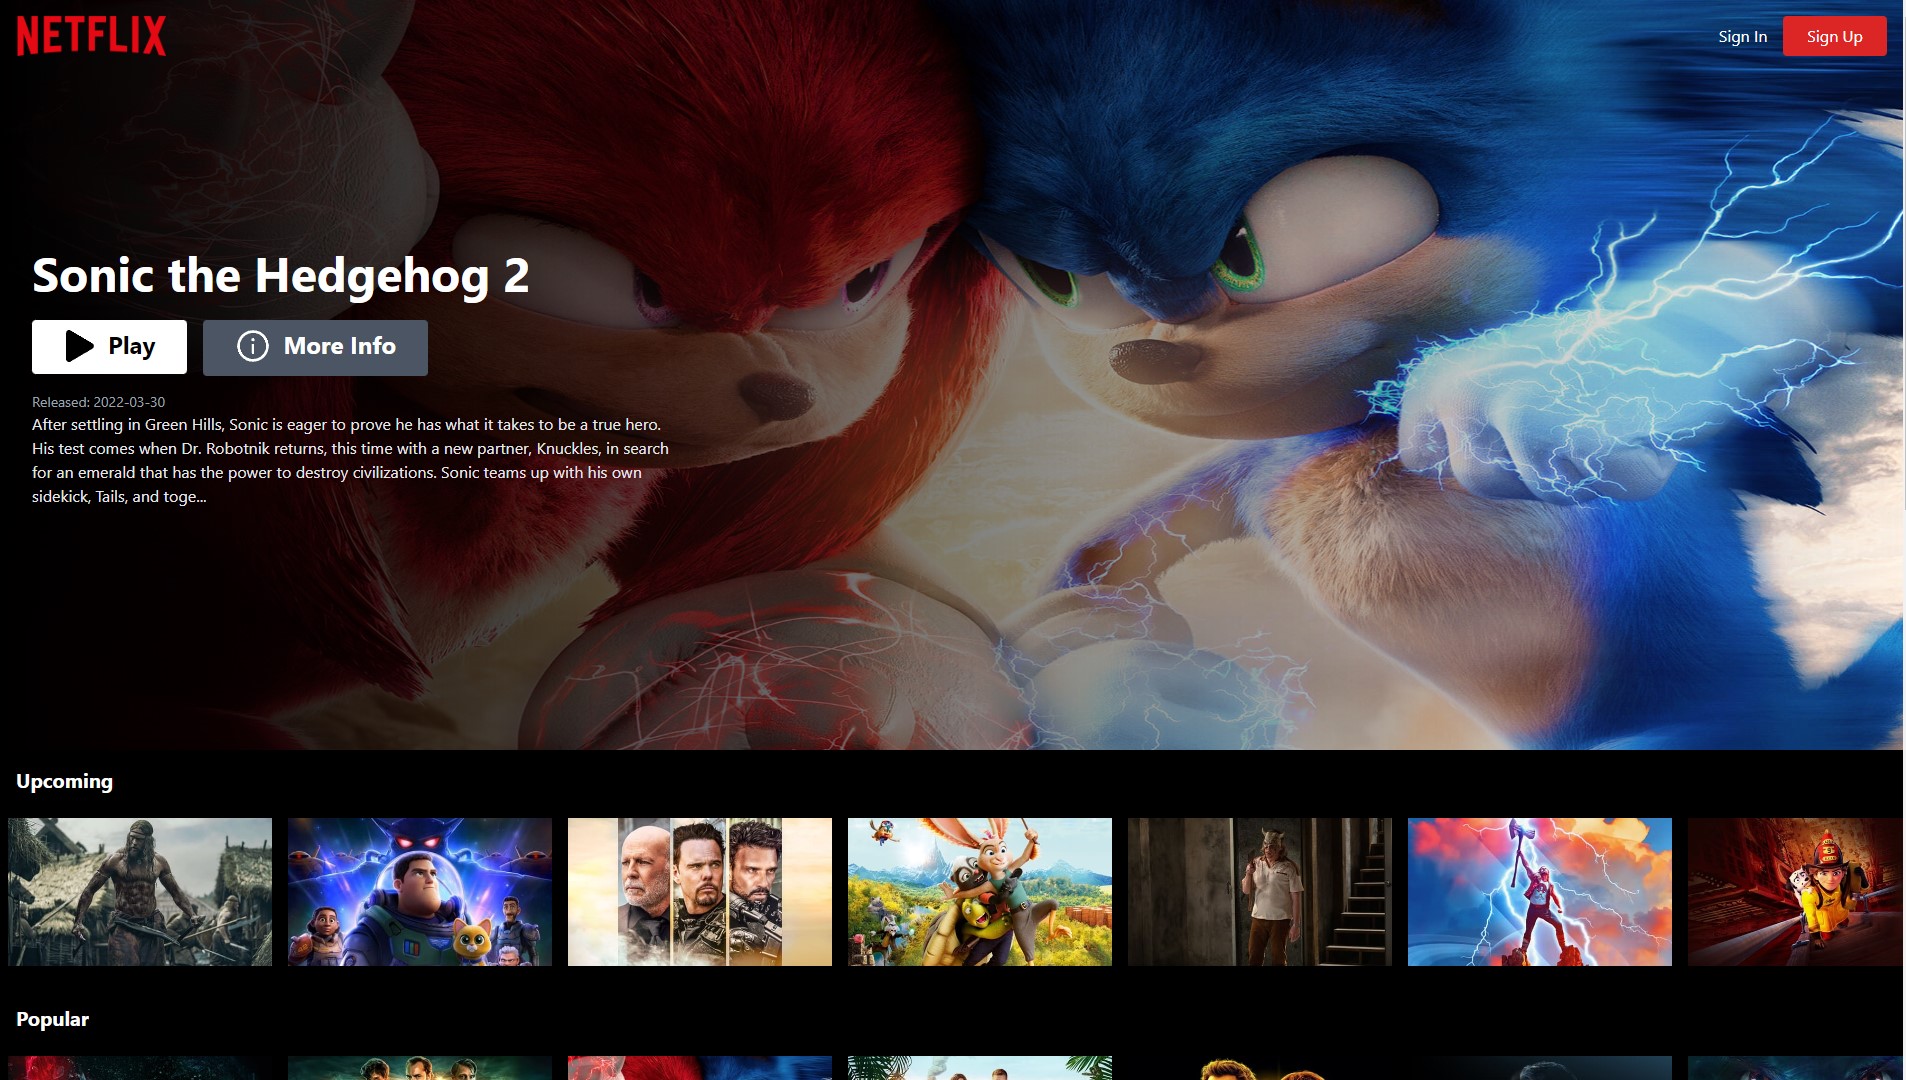 NETFLIX
Sign In
Sign Up
Sonic the Hedgehog 2
Play
More Info
Released: 2022-03-30
After settling in Green Hills, Sonic is eager to prove he has what it takes to be a true hero.
His test comes when Dr. Robotnik returns, this time with a new partner, Knuckles, in search
for an emerald that has the power to destroy civilizations. Sonic teams up with his own
sidekick, Tails, and toge...
Upcoming
Popular